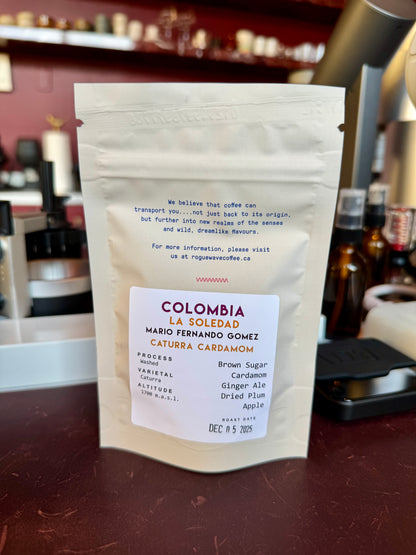 We believe that coffee can
transport you....not just back to its origin,
but further into new realms of the senses
and wild, dreamlike flavours.
For more information, please visit
us at roguewavecoffee.ca
COLOMBIA
LA SOLEDAD
MARIO FERNANDO GOMEZ
CATURRA CARDAMOM
PROCESS
Washed
VARIETAL
Caturra
ALTITUDE
1700 m.a.s.l.
Brown Sugar
Cardamom
Ginger Ale
Dried Plum
Apple
ROAST DATE
DEC 05 2025